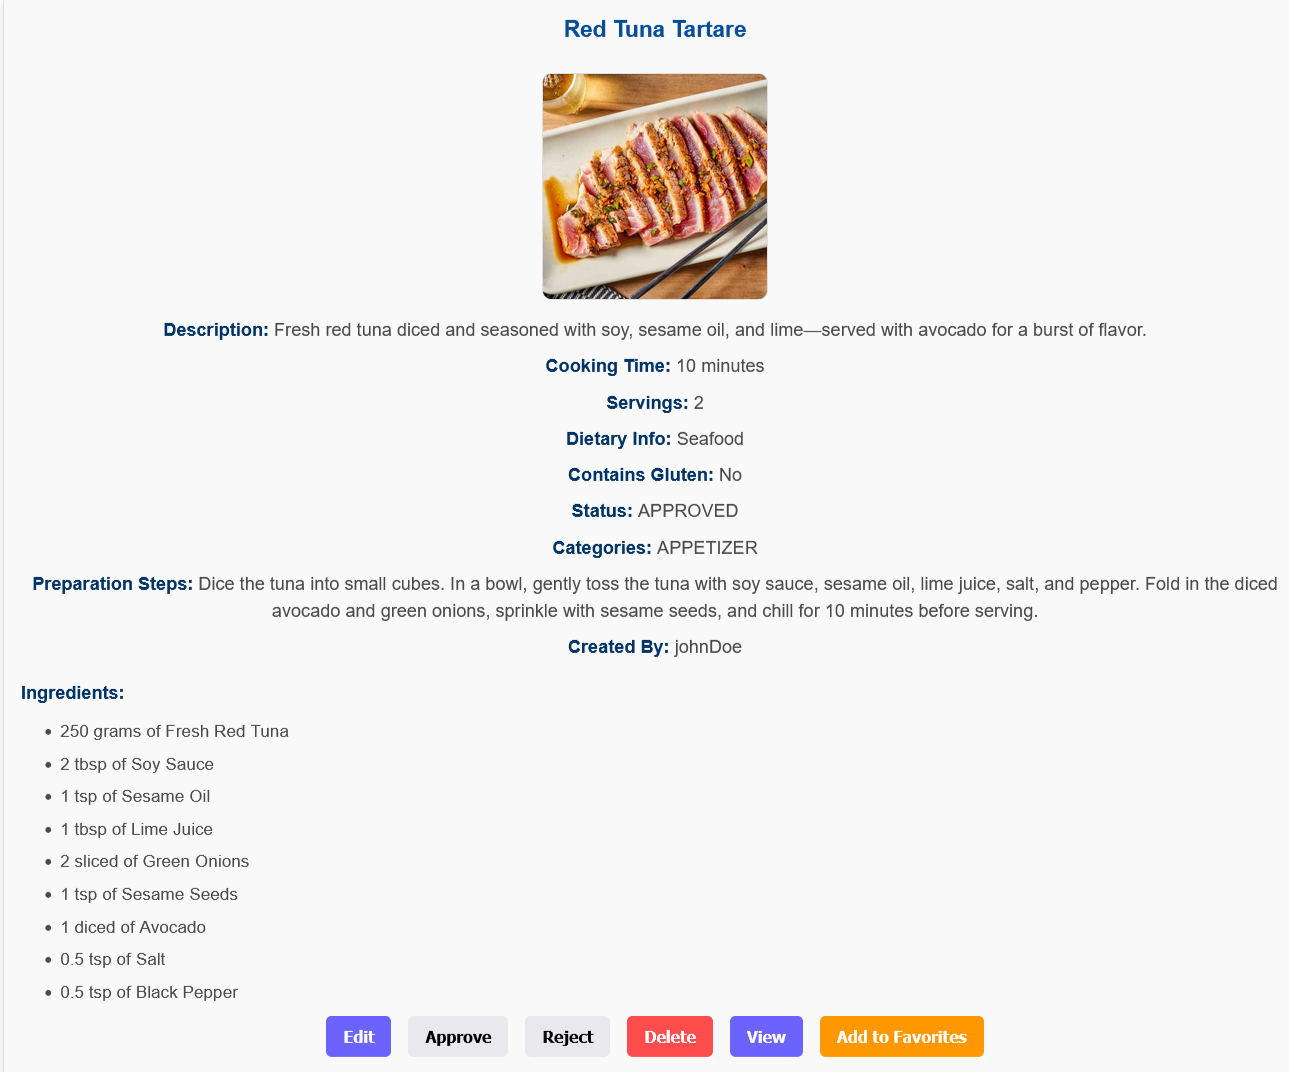 Red Tuna Tartare
Description: Fresh red tuna diced and seasoned with soy, sesame oil, and lime—served with avocado for a burst of flavor.
Cooking Time: 10 minutes
Servings: 2
Dietary Info: Seafood
Contains Gluten: No
Status: APPROVED
Categories: APPETIZER
Preparation Steps: Dice the tuna into small cubes. In a bowl, gently toss the tuna with soy sauce, sesame oil, lime juice, salt, and pepper. Fold in the diced
avocado and green onions, sprinkle with sesame seeds, and chill for 10 minutes before serving.
Created By: johnDoe
Ingredients:
• 250 grams of Fresh Red Tuna
• 2 tbsp of Soy Sauce
• 1 tsp of Sesame Oil
• 1 tbsp of Lime Juice
• 2 sliced of Green Onions
• 1 tsp of Sesame Seeds
• 1 diced of Avocado
• 0.5 tsp of Salt
• 0.5 tsp of Black Pepper
Edit Approve Reject Delete View Add to Favorites